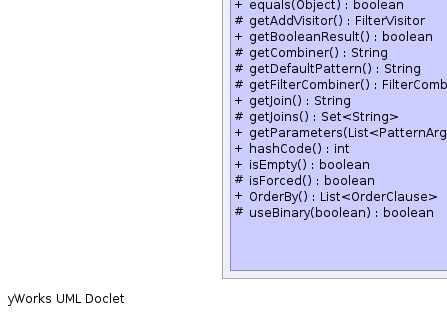 + equals(Object) : boolean
# getAddVisitor() : FilterVisitor
+ getBooleanResult() : boolean
# getCombiner() : String
# getDefaultPattern() : String
# getFilterCombiner() : FilterComb
+ getJoin() : String
# getJoins() : Set<String>
+ getParameters(List<PatternArg
+ hashCode() : int
+ isEmpty() : boolean
# isForced() : boolean
+ OrderBy() : List<OrderClause>
# useBinary(boolean) : boolean
yWorks UML Doclet